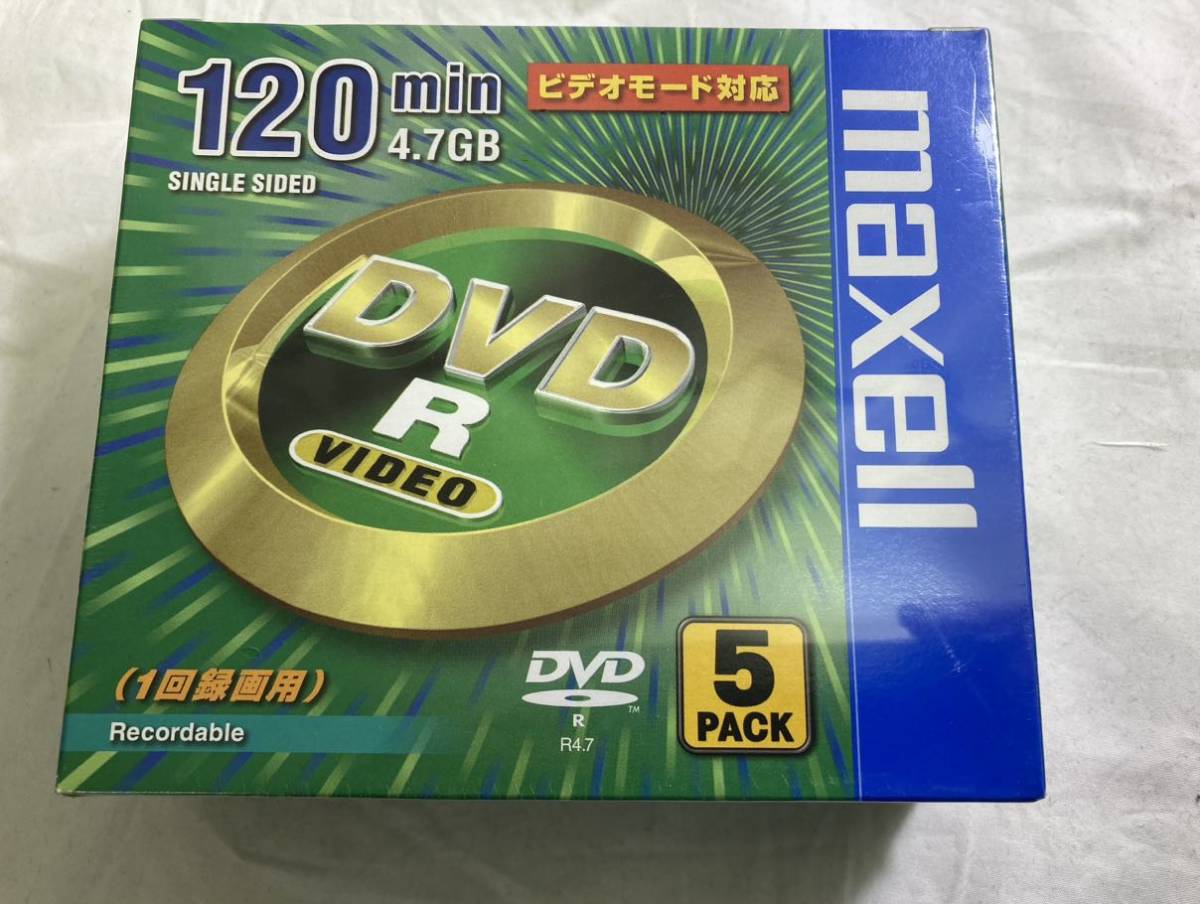 120 min
4.7GB
SINGLE SIDED
ビデオモード対応
maxell
DVD
R
VIDEO
(1回録画用)
Recordable
DVD
TM
R
R4.7
5
PACK